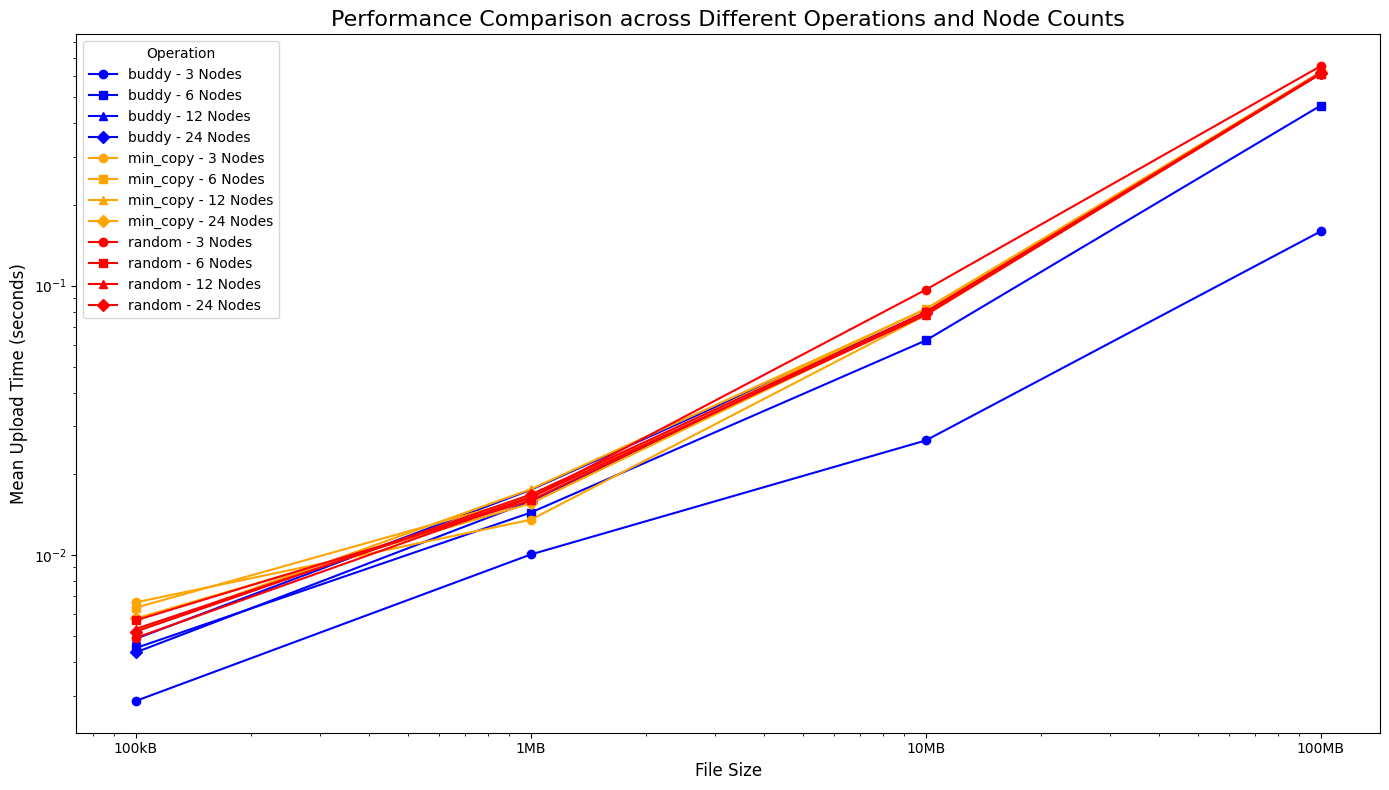 Performance Comparison across Different Operations and Node Counts
Operation
buddy - 3 Nodes
buddy - 6 Nodes
buddy - 12 Nodes
buddy - 24 Nodes
min_copy - 3 Nodes
min_copy - 6 Nodes
min_copy - 12 Nodes
min_copy - 24 Nodes
random - 3 Nodes
random - 6 Nodes
random - 12 Nodes
random - 24 Nodes
Mean Upload Time (seconds)
10⁻¹
10⁻²
100kB 1MB 10MB 100MB
File Size